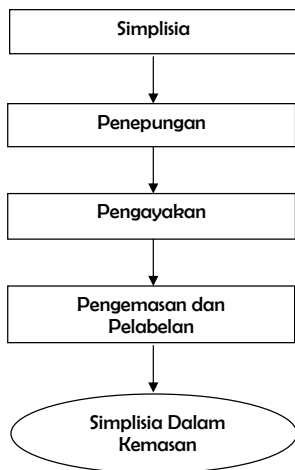 Simplisia
Penepungan
Pengayakan
Pengemasan dan
Pelabelan
Simplisia Dalam
Kemasan